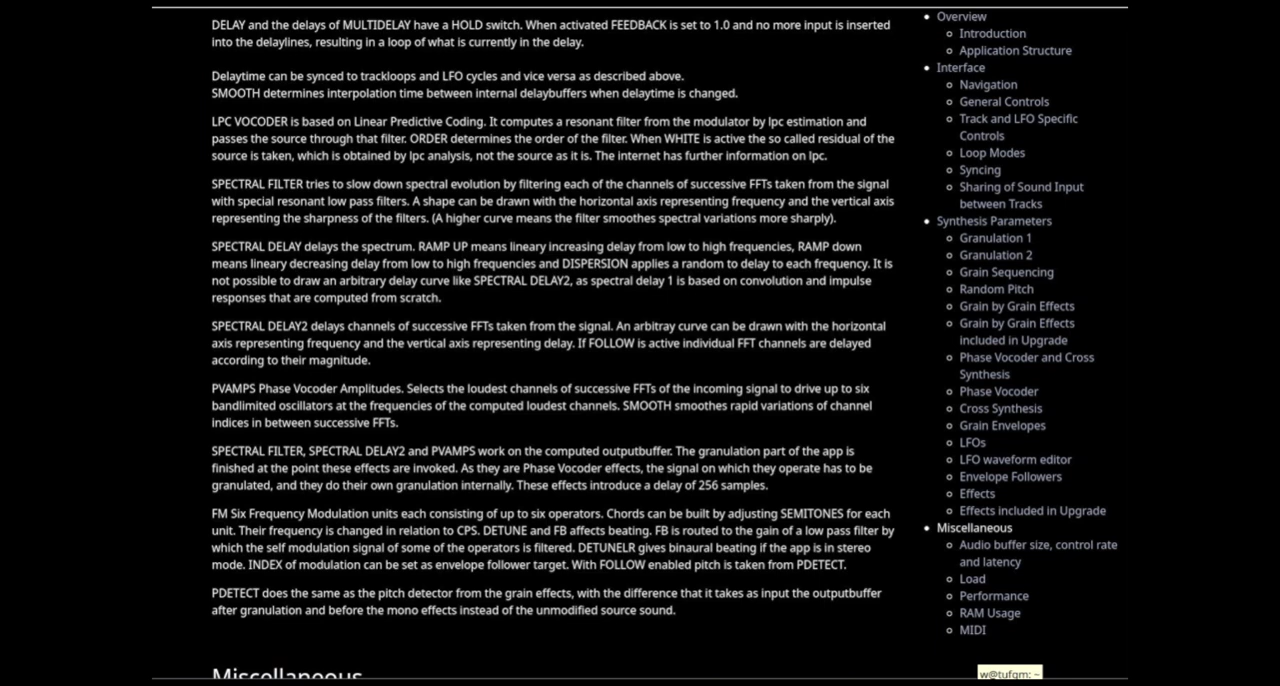 DELAY and the delays of MULTIDELAY have a HOLD switch. When activated FEEDBACK is set to 1.0 and no more input is inserted
into the delaylines, resulting in a loop of what is currently in the delay.
Delaytime can be synced to trackloops and LFO cycles and vice versa as described above.
SMOOTH determines interpolation time between internal delaybuffers when delaytime is changed.
LPC VOCODER is based on Linear Predictive Coding. It computes a resonant filter from the modulator by lpc estimation and
passes the source through that filter. ORDER determines the order of the filter. When WHITE is active the so called residual of the
source is taken, which is obtained by lpc analysis, not the source as it is. The internet has further information on lpc.
SPECTRAL FILTER tries to slow down spectral evolution by filtering each of the channels of successive FFTs taken from the signal
with special resonant low pass filters. A shape can be drawn with the horizontal axis representing frequency and the vertical axis
representing the sharpness of the filters. (A higher curve means the filter smoothes spectral variations more sharply).
SPECTRAL DELAY delays the spectrum. RAMP UP means lineary increasing delay from low to high frequencies, RAMP down
means lineary decreasing delay from low to high frequencies and DISPERSION applies a random to delay to each frequency. It is
not possible to draw an arbitrary delay curve like SPECTRAL DELAY2, as spectral delay 1 is based on convolution and impulse
responses that are computed from scratch.
SPECTRAL DELAY2 delays channels of successive FFTs taken from the signal. An arbitray curve can be drawn with the horizontal
axis representing frequency and the vertical axis representing delay. If FOLLOW is active individual FFT channels are delayed
according to their magnitude.
PVAMPS Phase Vocoder Amplitudes. Selects the loudest channels of successive FFTs of the incoming signal to drive up to six
bandlimited oscillators at the frequencies of the computed loudest channels. SMOOTH smoothes rapid variations of channel
indices in between successive FFTs.
SPECTRAL FILTER, SPECTRAL DELAY2 and PVAMPS work on the computed outputbuffer. The granulation part of the app is
finished at the point these effects are invoked. As they are Phase Vocoder effects, the signal on which they operate has to be
granulated, and they do their own granulation internally. These effects introduce a delay of 256 samples.
FM Six Frequency Modulation units each consisting of up to six operators. Chords can be built by adjusting SEMITONES for each
unit. Their frequency is changed in relation to CPS. DETUNE and FB affects beating. FB is routed to the gain of a low pass filter by
which the self modulation signal of some of the operators is filtered. DETUNELR gives binaural beating if the app is in stereo
mode. INDEX of modulation can be set as envelope follower target. With FOLLOW enabled pitch is taken from PDETECT.
PDETECT does the same as the pitch detector from the grain effects, with the difference that it takes as input the outputbuffer
after granulation and before the mono effects instead of the unmodified source sound.
Miscellaneous
Overview
Introduction
Application Structure
Interface
Navigation
General Controls
Track and LFO Specific
Controls
Loop Modes
Syncing
Sharing of Sound Input
between Tracks
Synthesis Parameters
Granulation 1
Granulation 2
Grain Sequencing
Random Pitch
Grain by Grain Effects
Grain by Grain Effects
included in Upgrade
Phase Vocoder and Cross
Synthesis
Phase Vocoder
Cross Synthesis
Grain Envelopes
LFOs
LFO waveform editor
Envelope Followers
Effects
Effects included in Upgrade
Miscellaneous
Audio buffer size, control rate
and latency
Load
Performance
RAM Usage
MIDI
w@tufqm: ~